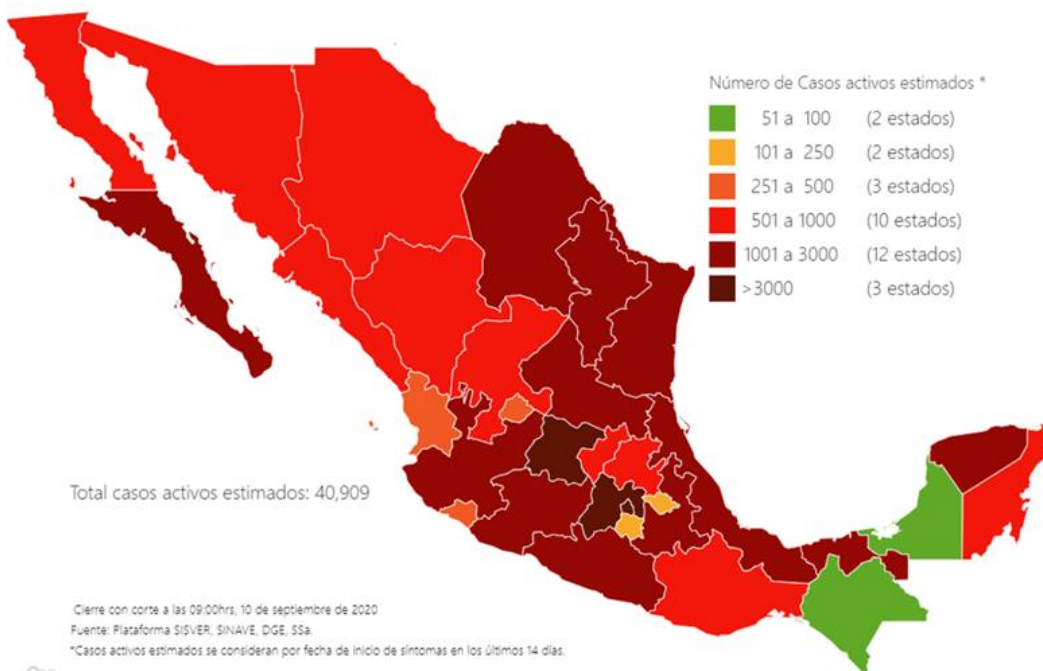 Número de Casos activos estimados *
51 a 100 (2 estados)
101 a 250 (2 estados)
251 a 500 (3 estados)
501 a 1000 (10 estados)
1001 a 3000 (12 estados)
>3000 (3 estados)
Total casos activos estimados: 40,909
Cierre con corte a las 09:00hrs, 10 de septiembre de 2020
Fuente: Plataforma SISVER, SINAVE, DGE, SSa.
*Casos activos estimados se consideran por fecha de inicio de síntomas en los últimos 14 días.